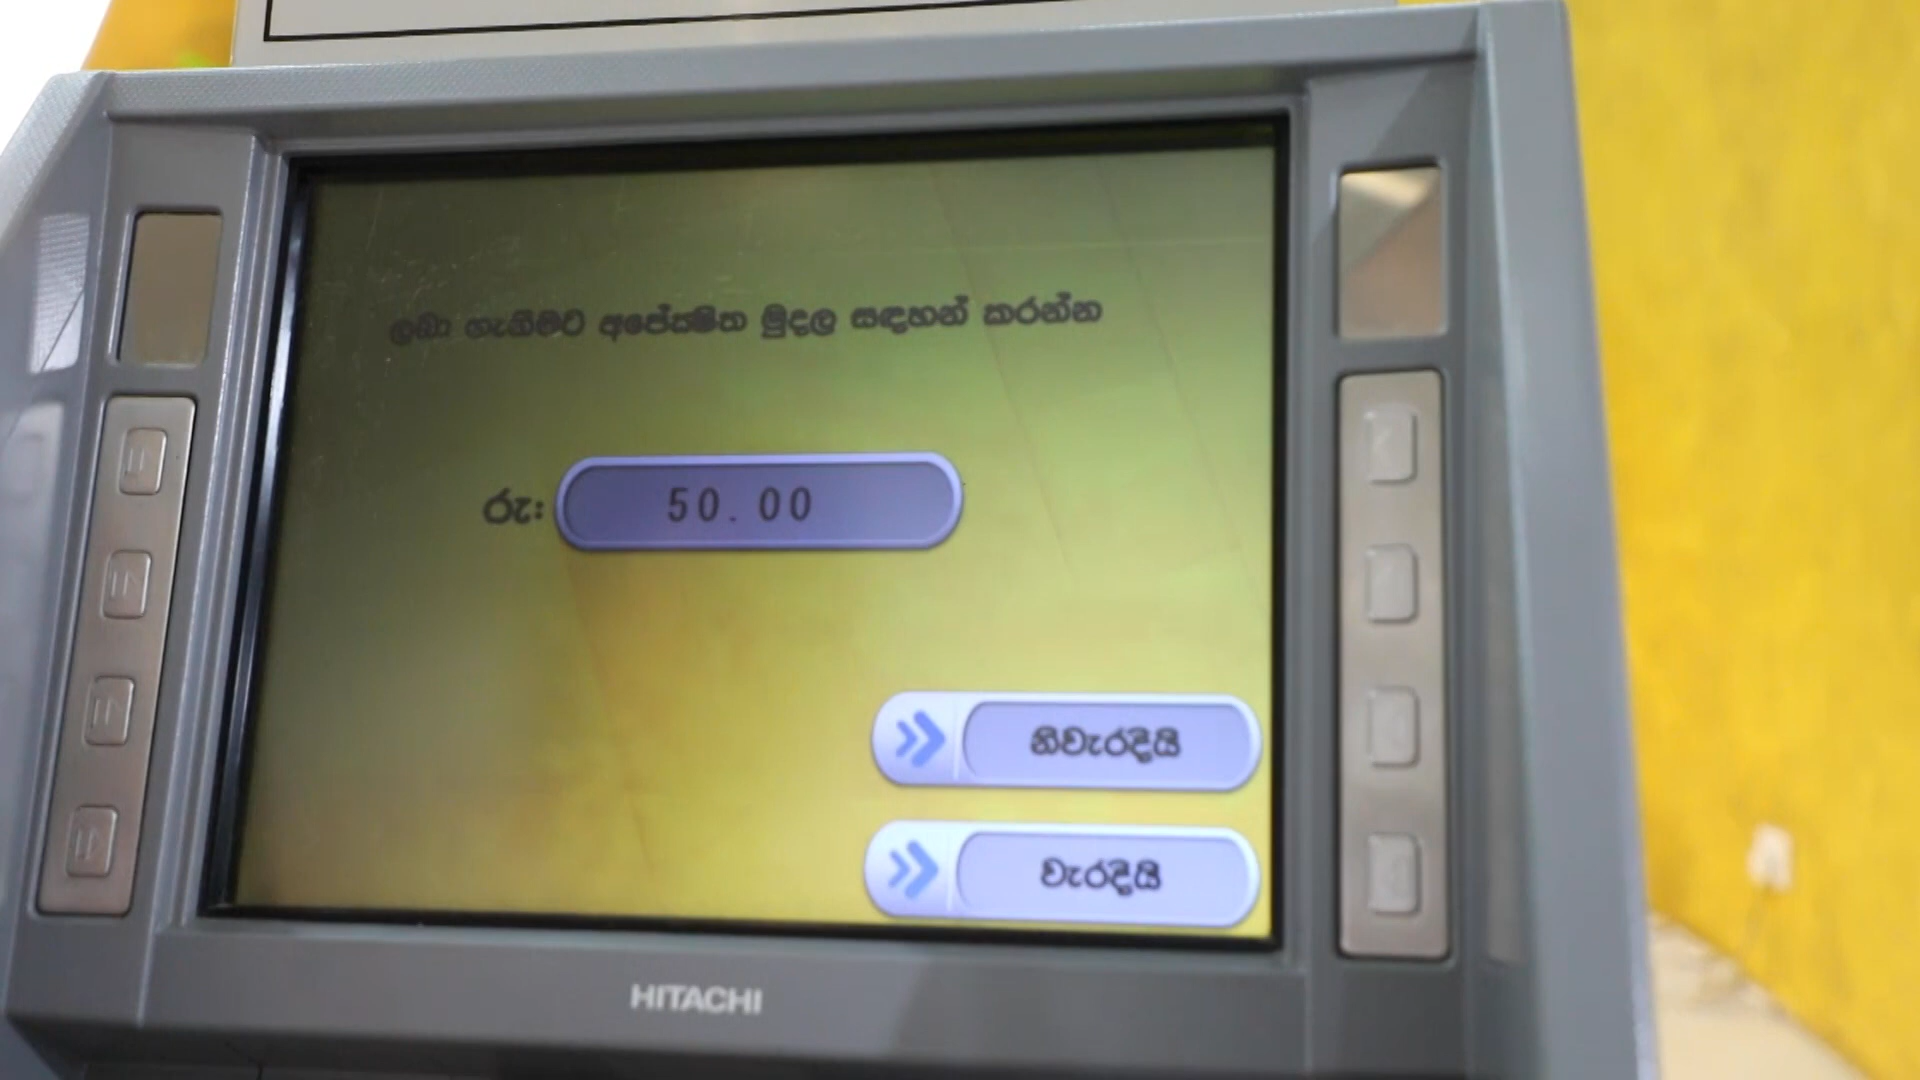 ලබා ගැනීමට අපේක්ෂිත මුදල සඳහන් කරන්න
රු: 50.00
නිවැරදියි
වැරදියි
HITACHI